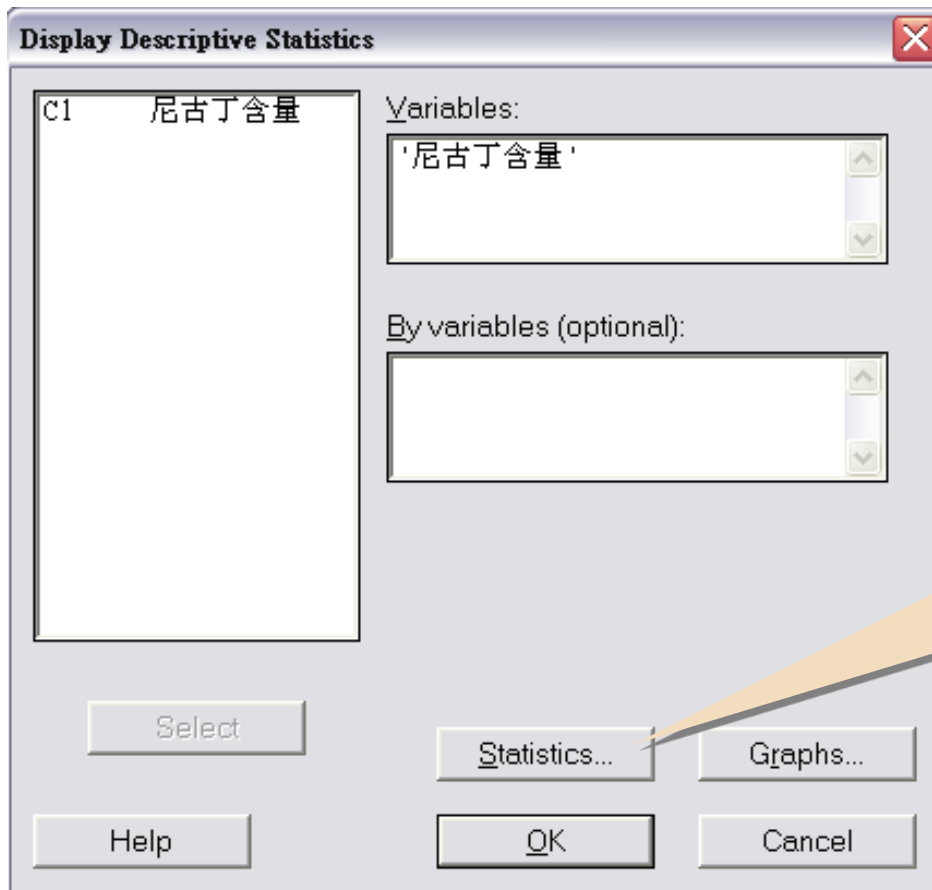 Display Descriptive Statistics
C1 尼古丁含量
Variables:
'尼古丁含量'
By variables (optional):
Select
Statistics...
Graphs...
Help
OK
Cancel